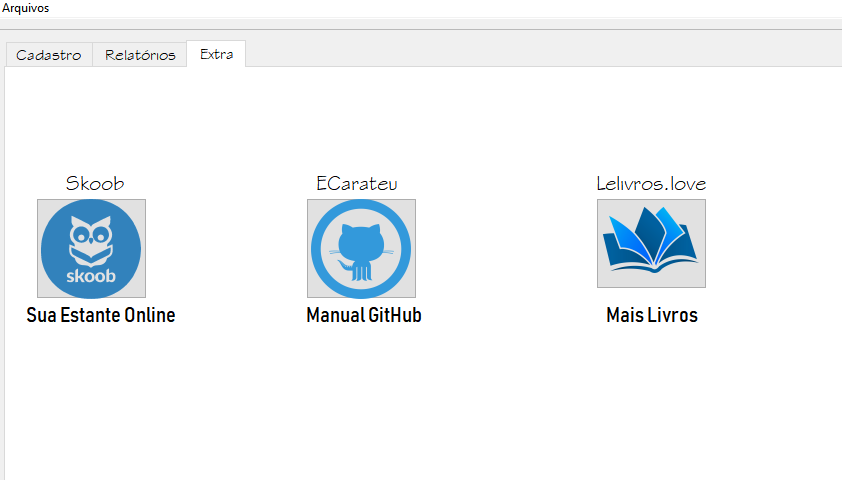 Arquivos
Cadastro Relatórios Extra
Skoob ECarateu Lelivros.love
skoob
Sua Estante Online Manual GitHub Mais Livros